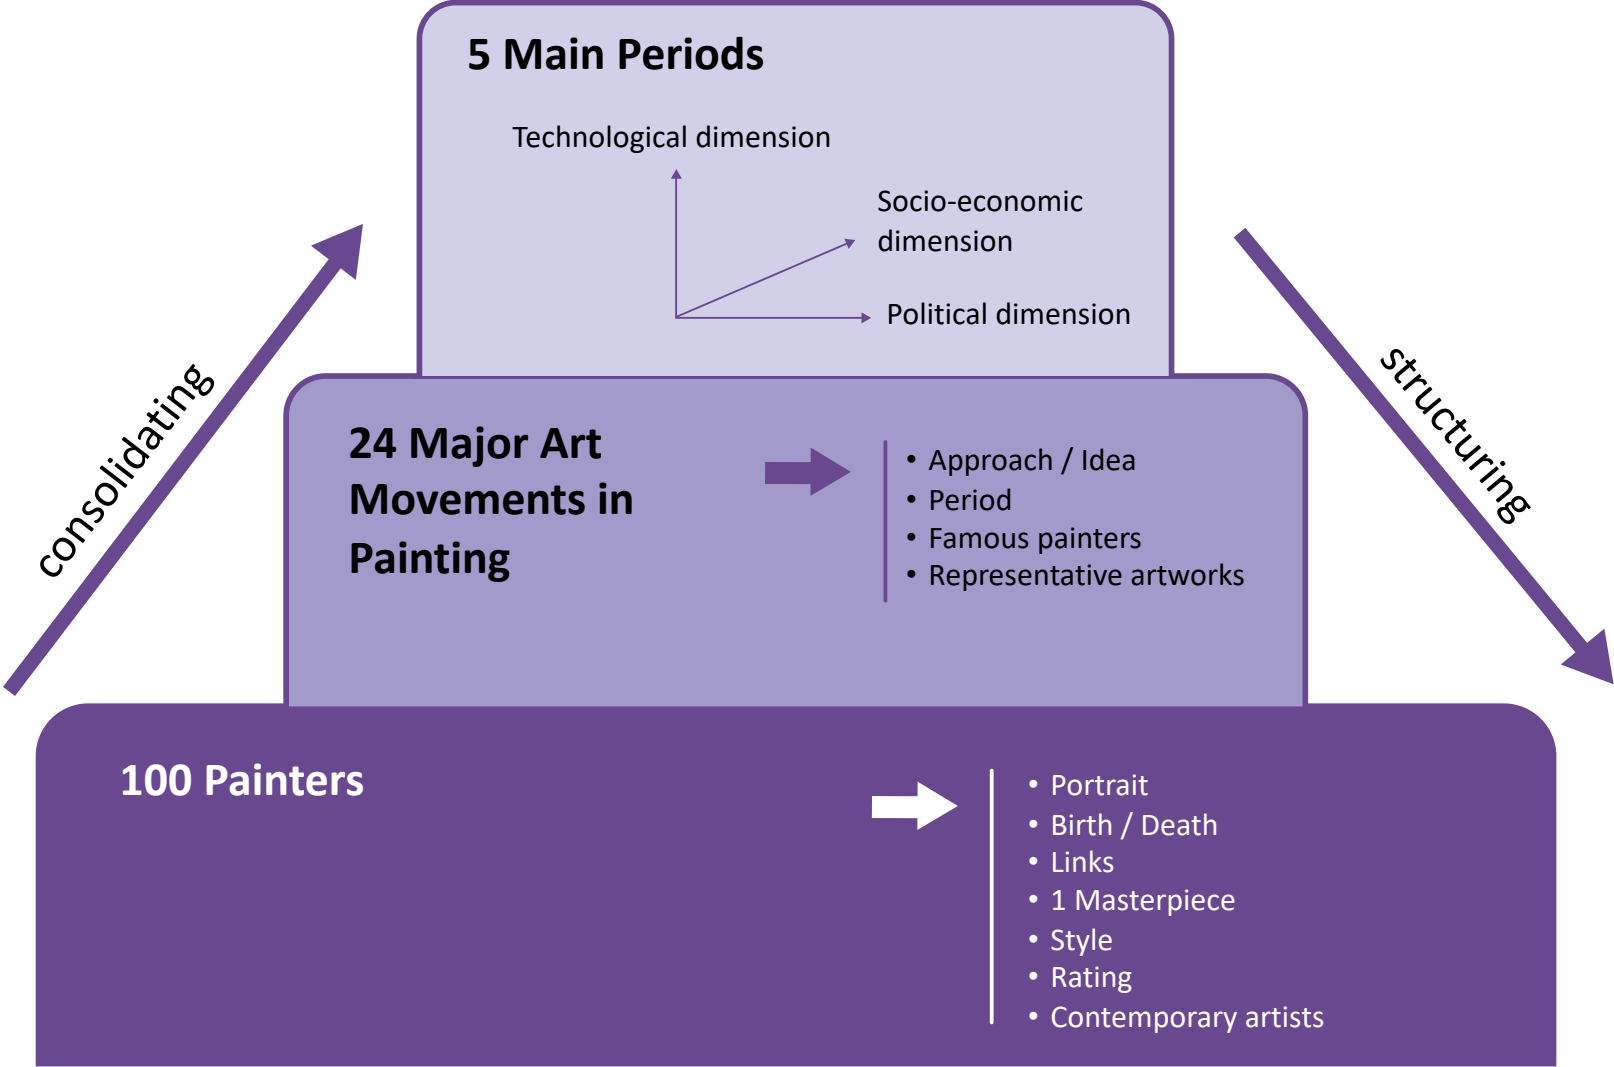 5 Main Periods
Technological dimension
Socio-economic
dimension
Political dimension
consolidating
structuring
24 Major Art
Movements in
Painting
• Approach / Idea
• Period
• Famous painters
• Representative artworks
100 Painters
• Portrait
• Birth / Death
• Links
• 1 Masterpiece
• Style
• Rating
• Contemporary artists